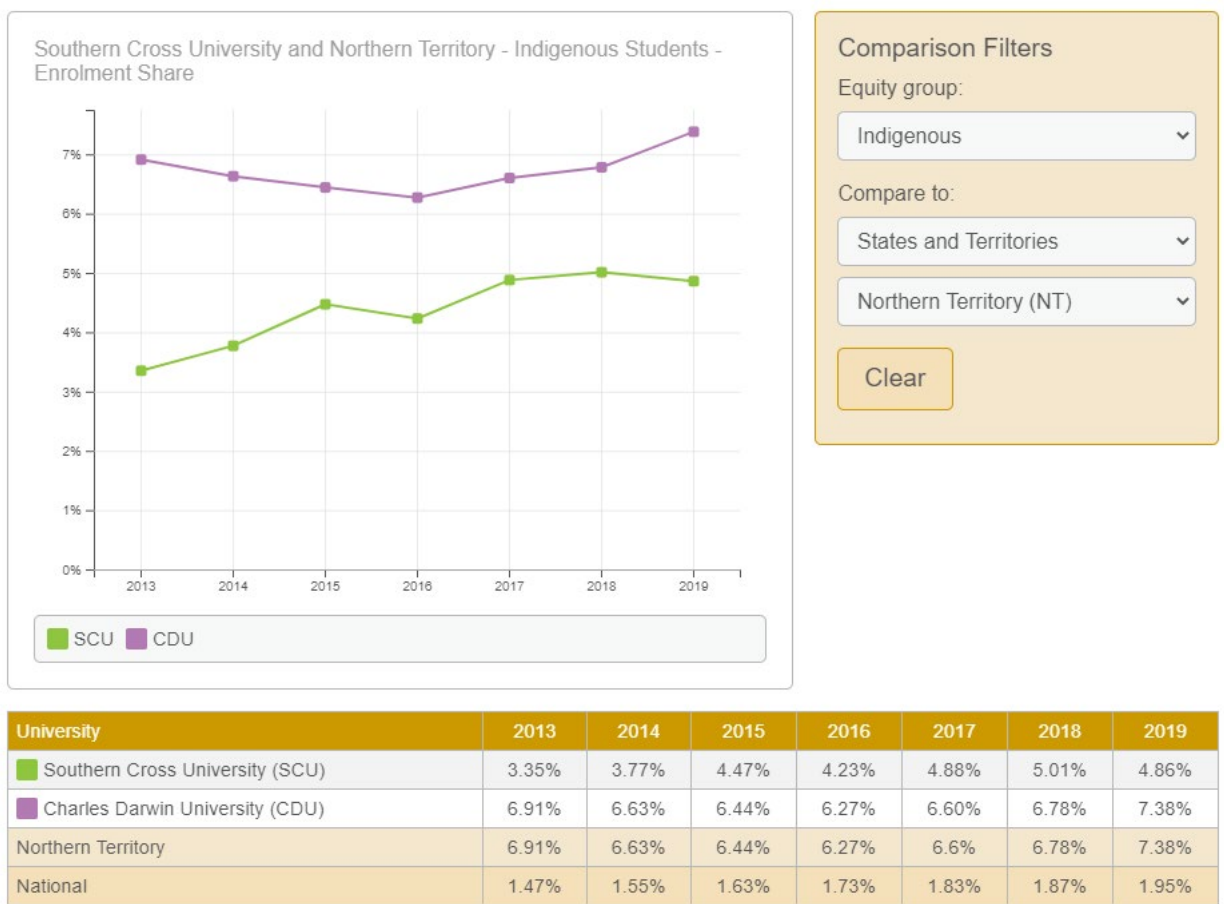 Southern Cross University and Northern Territory - Indigenous Students -
Enrolment Share
7%
6%
5%
4%
3%
2%
1%
0%
2013 2014 2015 2016 2017 2018 2019
SCU CDU
Comparison Filters
Equity group:
Indigenous
Compare to:
States and Territories
Northern Territory (NT)
Clear
University 2013 2014 2015 2016 2017 2018 2019
Southern Cross University (SCU) 3.35% 3.77% 4.47% 4.23% 4.88% 5.01% 4.86%
Charles Darwin University (CDU) 6.91% 6.63% 6.44% 6.27% 6.60% 6.78% 7.38%
Northern Territory 6.91% 6.63% 6.44% 6.27% 6.6% 6.78% 7.38%
National 1.47% 1.55% 1.63% 1.73% 1.83% 1.87% 1.95%